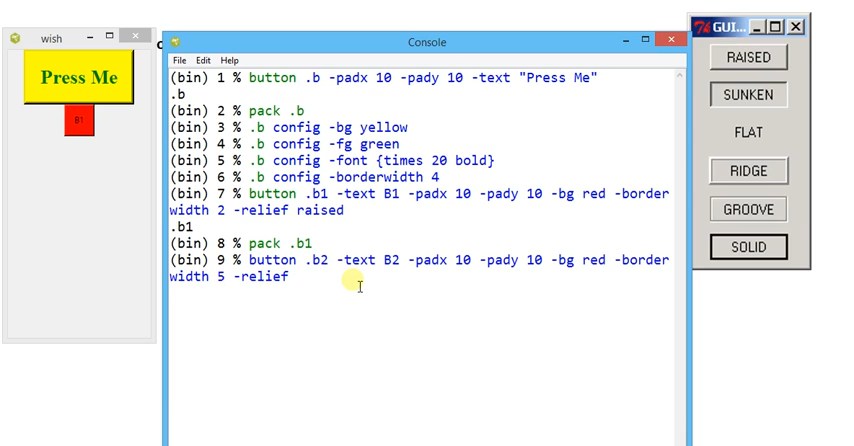 wish
Press Me
B1
Console
File Edit Help
(bin) 1 % button .b -padx 10 -pady 10 -text "Press Me"
.b
(bin) 2 % pack .b
(bin) 3 % .b config -bg yellow
(bin) 4 % .b config -fg green
(bin) 5 % .b config -font {times 20 bold}
(bin) 6 % .b config -borderwidth 4
(bin) 7 % button .b1 -text B1 -padx 10 -pady 10 -bg red -border
width 2 -relief raised
.b1
(bin) 8 % pack .b1
(bin) 9 % button .b2 -text B2 -padx 10 -pady 10 -bg red -border
width 5 -relief
GUI...
RAISED
SUNKEN
FLAT
RIDGE
GROOVE
SOLID